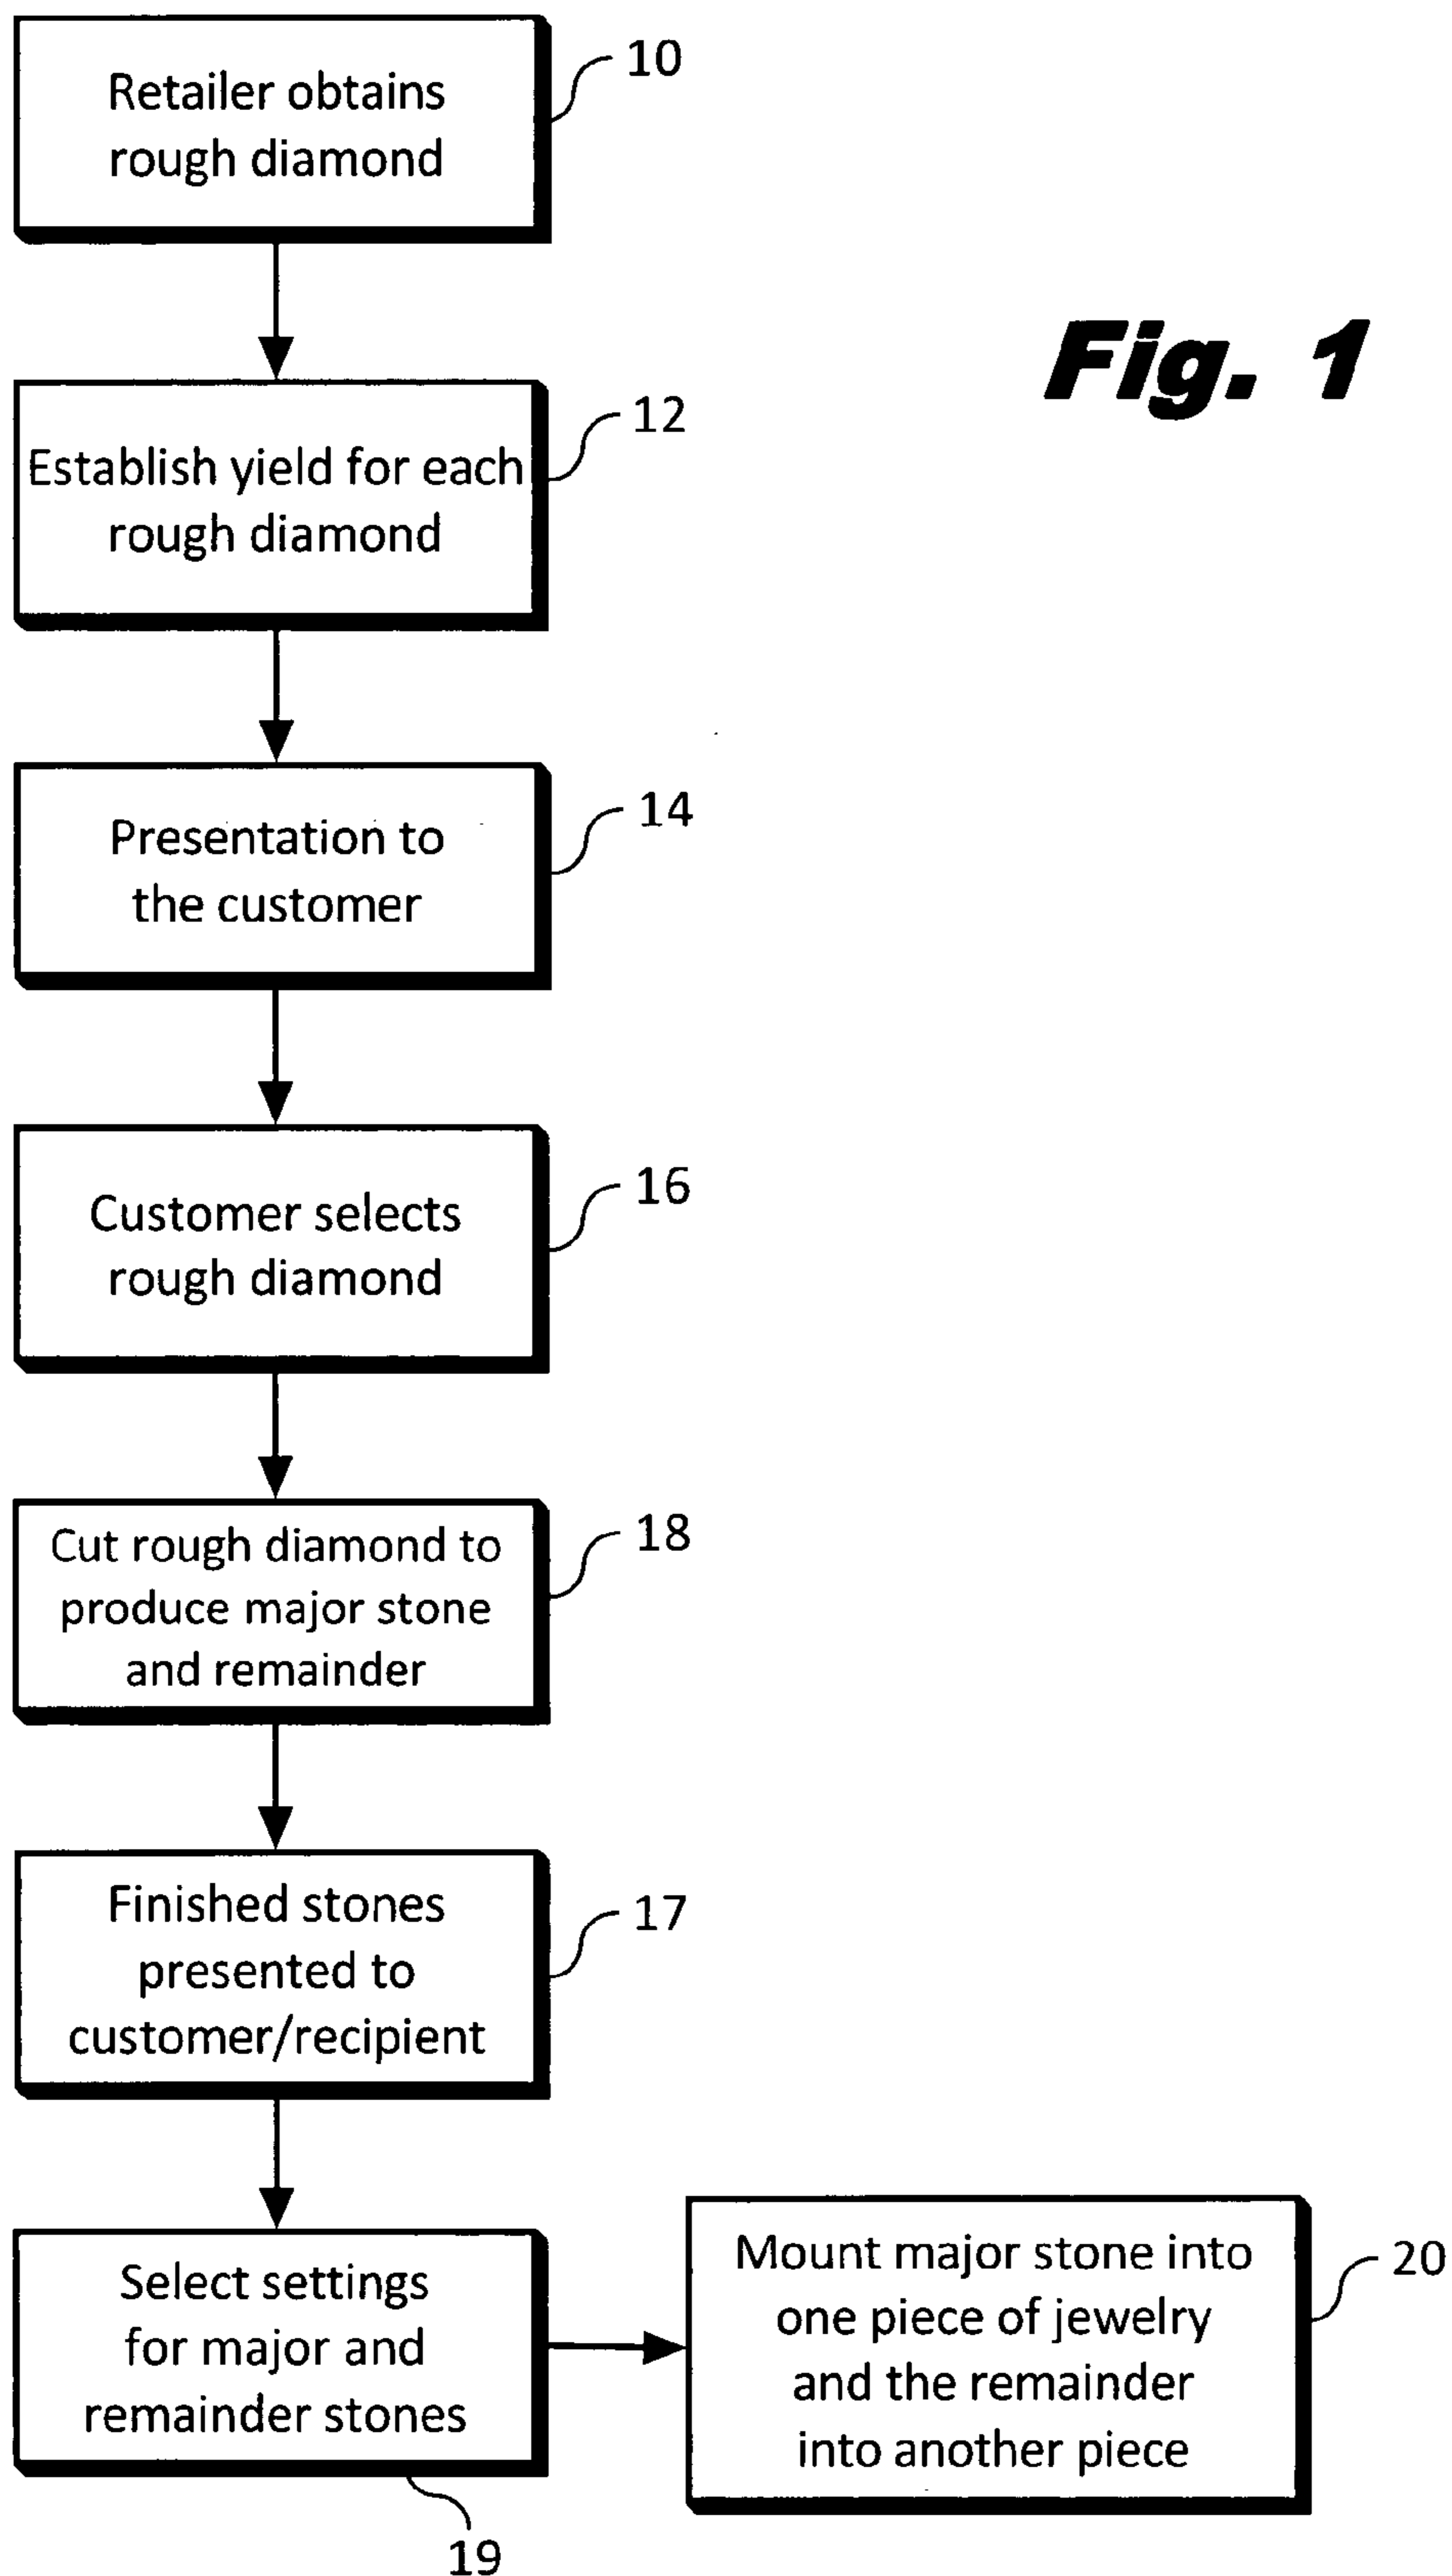 Retailer obtains
rough diamond
10
Fig. 1
Establish yield for each
rough diamond
12
Presentation to
the customer
14
Customer selects
rough diamond
16
Cut rough diamond to
produce major stone
and remainder
18
Finished stones
presented to
customer/recipient
17
Select settings
for major and
remainder stones
19
Mount major stone into
one piece of jewelry
and the remainder
into another piece
20